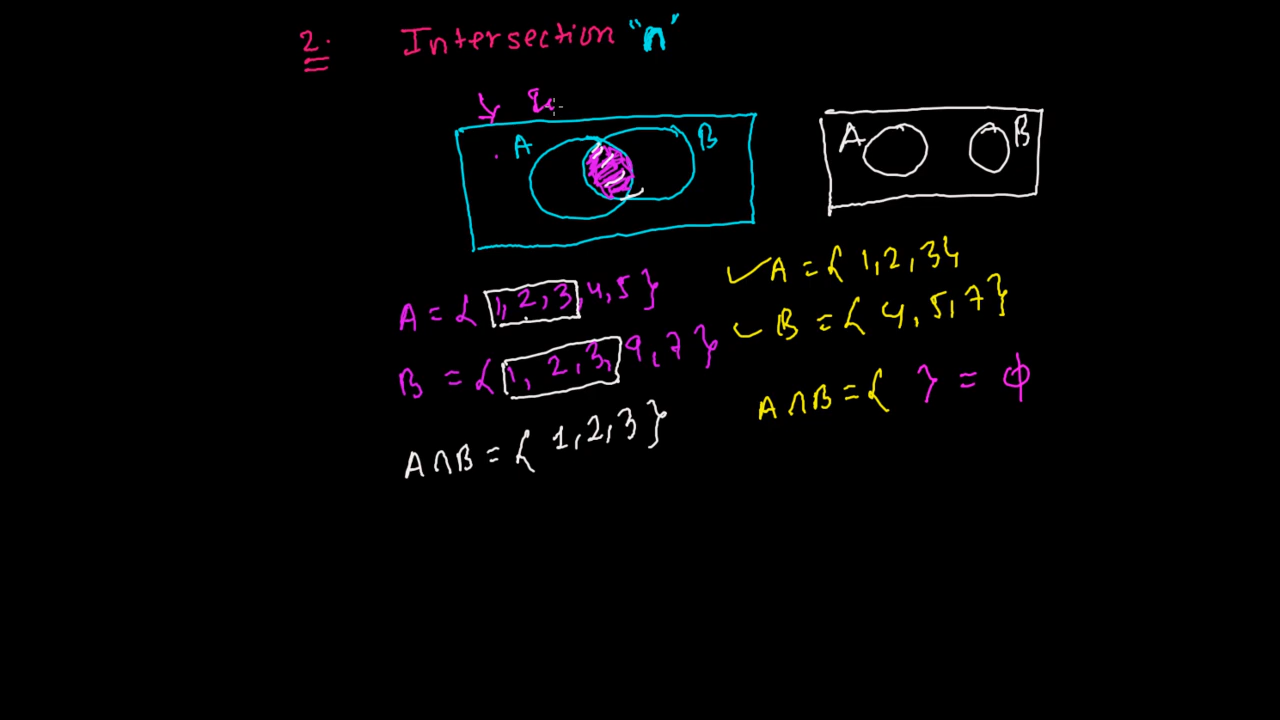 2. Intersection "n"
A B
A B
A = { 1, 2, 3, 4, 5 }
B = { 1, 2, 3, 9, 7 }
A ∩ B = { 1, 2, 3 }
A = { 1, 2, 3 }
B = { 4, 5, 7 }
A ∩ B = { } = ϕ